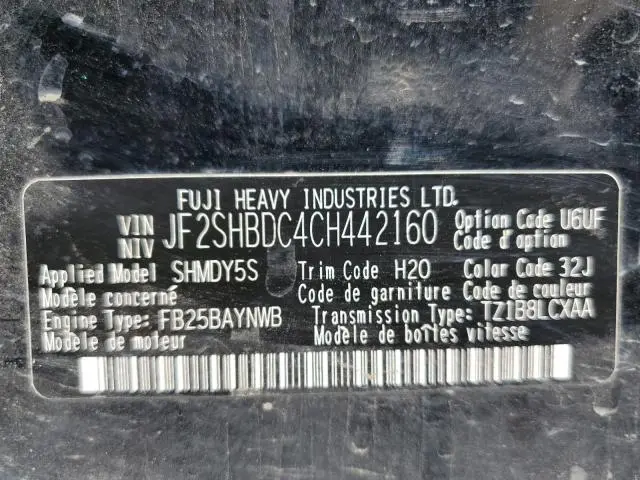 FUJI HEAVY INDUSTRIES LTD.
VIN NIV JF2SHBDC4CH442160 Option Code U6UF
Code d'option
Applied Model SHMDY5S Trim Code H20 Color Code 32J
Modèle concerné Code de garniture Code de couleur
Engine Type: FB25BAYNWB Transmission Type: TZ1B8LCXAA
Modèle de moteur Modèle de boîtes vitesse